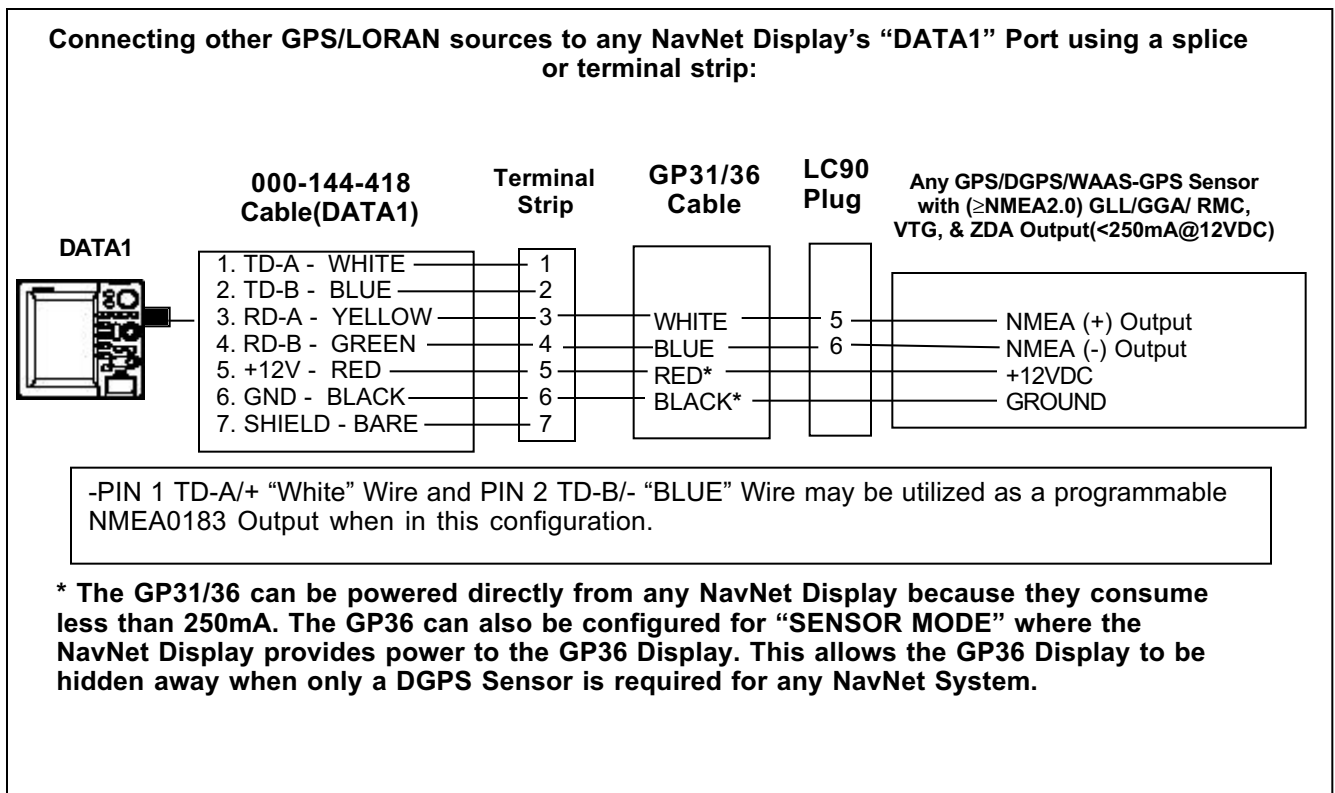 Connecting other GPS/LORAN sources to any NavNet Display’s “DATA1” Port using a splice
or terminal strip:
000-144-418
Cable(DATA1)
Terminal
Strip
GP31/36
Cable
LC90
Plug
Any GPS/DGPS/WAAS-GPS Sensor
with (≥NMEA2.0) GLL/GGA/ RMC,
VTG, & ZDA Output(<250mA@12VDC)
DATA1
1. TD-A - WHITE 1
2. TD-B - BLUE 2
3. RD-A - YELLOW 3 WHITE 5 NMEA (+) Output
4. RD-B - GREEN 4 BLUE 6 NMEA (-) Output
5. +12V - RED 5 RED* +12VDC
6. GND - BLACK 6 BLACK* GROUND
7. SHIELD - BARE 7
-PIN 1 TD-A/+ “White” Wire and PIN 2 TD-B/- “BLUE” Wire may be utilized as a programmable
NMEA0183 Output when in this configuration.
* The GP31/36 can be powered directly from any NavNet Display because they consume
less than 250mA. The GP36 can also be configured for “SENSOR MODE” where the
NavNet Display provides power to the GP36 Display. This allows the GP36 Display to be
hidden away when only a DGPS Sensor is required for any NavNet System.